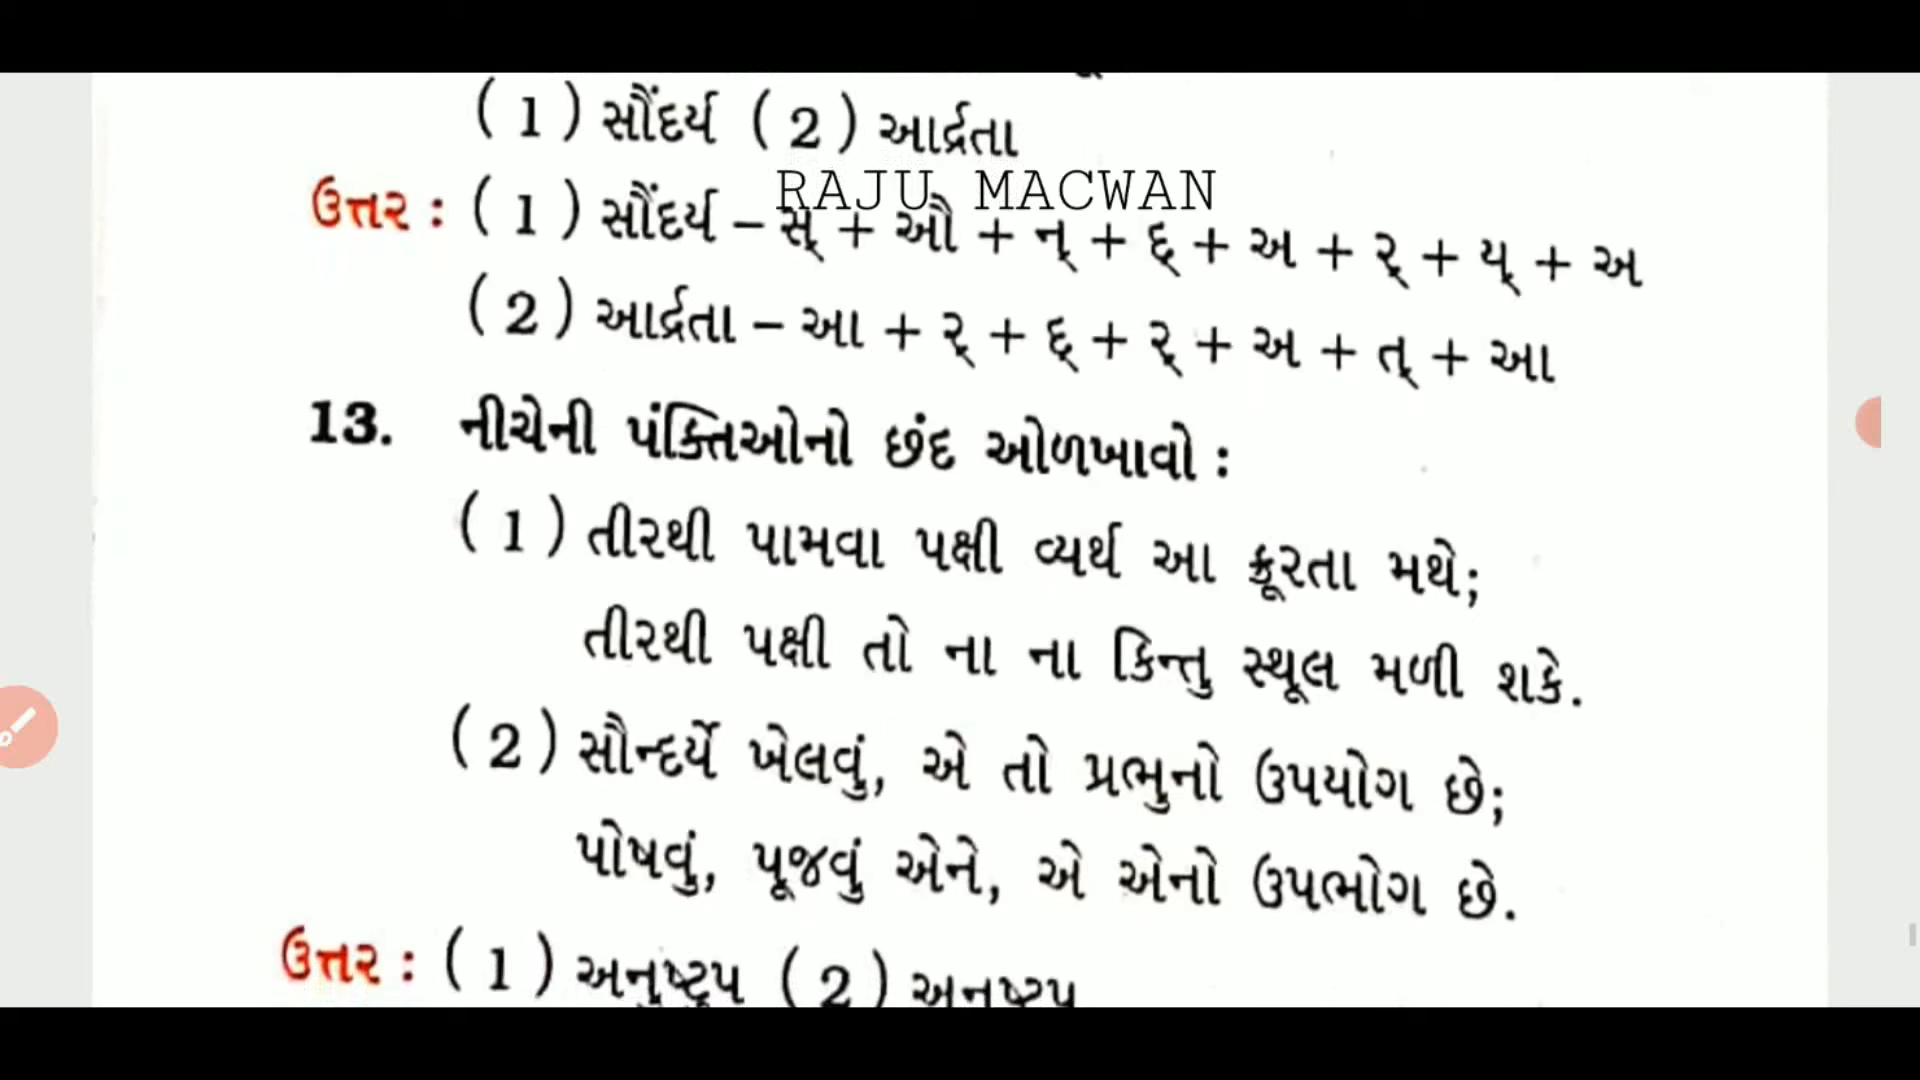 (1) સૌંદર્ય (2) આર્દ્રતા
RAJU MACWAN
ઉત્તર : (1) સૌંદર્ય – સ્ + ઔ + ન્ + દ્ + અ + ર્ + ય્ + અ
(2) આર્દ્રતા – આ + ર્ + દ્ + ર્ + અ + ત્ + આ
13. નીચેની પંક્તિઓનો છંદ ઓળખાવો :
(1) તીરથી પામવા પક્ષી વ્યર્થ આ ક્રૂરતા મથે;
તીરથી પક્ષી તો ના ના કિન્તુ સ્થૂલ મળી શકે.
(2) સૌન્દર્યે ખેલવું, એ તો પ્રભુનો ઉપયોગ છે;
પોષવું, પૂજવું એને, એ એનો ઉપભોગ છે.
ઉત્તર : (1) અનુષ્ટુપ (2) અનુષ્ટુપ